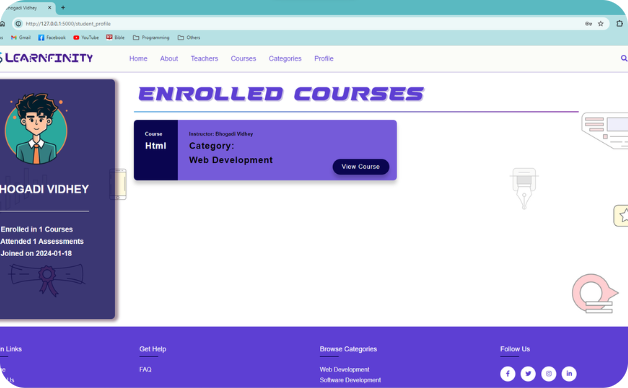 hogadi Vidhey
http://127.0.0.1:5000/student_profile
Gmail Facebook YouTube Bible Programming Others
LEARNFINITY
Home About Teachers Courses Categories Profile
ENROLLED COURSES
Course
Html
Instructor: Bhogadi Vidhey
Category:
Web Development
View Course
HOGADI VIDHEY
Enrolled in 1 Courses
Attended 1 Assessments
Joined on 2024-01-18
n Links
Get Help
Browse Categories
Follow Us
FAQ
Web Development
Software Development